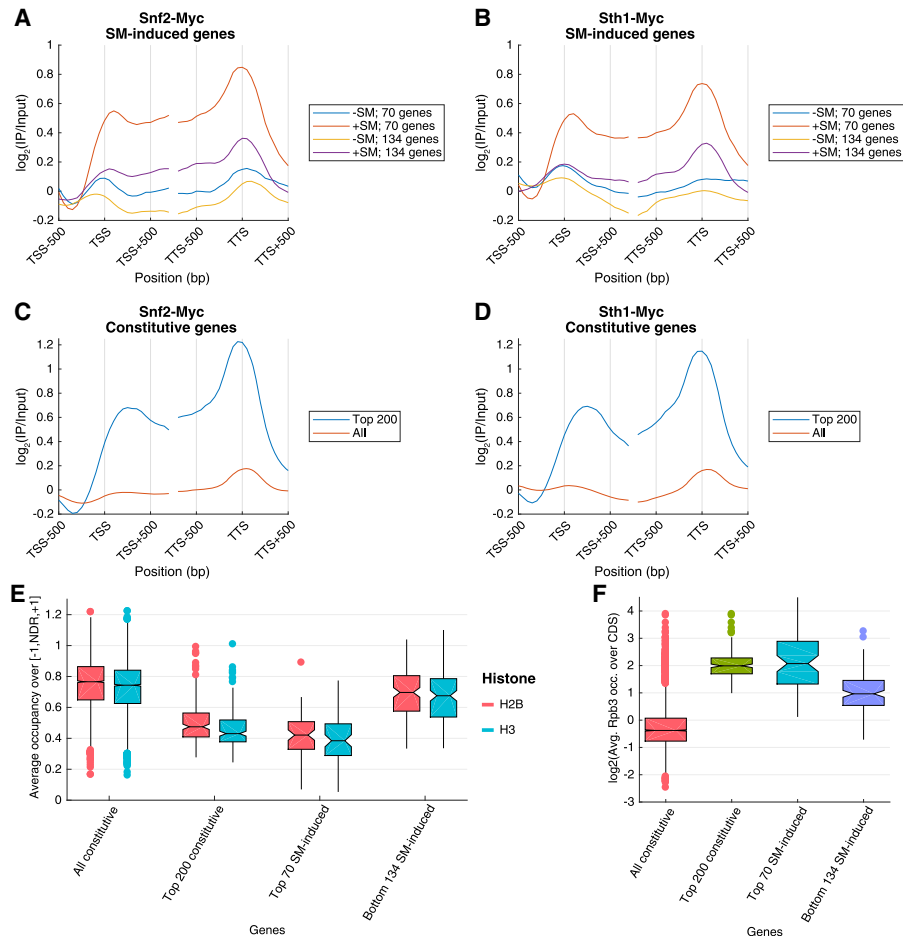 A
Snf2-Myc
SM-induced genes
log2(IP/Input)
1
0.8
0.6
0.4
0.2
0
-0.2
TSS-500
TSS
TSS+500
TTS-500
TTS
TTS+500
Position (bp)
-SM; 70 genes
+SM; 70 genes
-SM; 134 genes
+SM; 134 genes
B
Sth1-Myc
SM-induced genes
log2(IP/Input)
1
0.8
0.6
0.4
0.2
0
-0.2
TSS-500
TSS
TSS+500
TTS-500
TTS
TTS+500
Position (bp)
-SM; 70 genes
+SM; 70 genes
-SM; 134 genes
+SM; 134 genes
C
Snf2-Myc
Constitutive genes
log2(IP/Input)
1.2
1
0.8
0.6
0.4
0.2
0
-0.2
TSS-500
TSS
TSS+500
TTS-500
TTS
TTS+500
Position (bp)
Top 200
All
D
Sth1-Myc
Constitutive genes
log2(IP/Input)
1.2
1
0.8
0.6
0.4
0.2
0
-0.2
TSS-500
TSS
TSS+500
TTS-500
TTS
TTS+500
Position (bp)
Top 200
All
E
Average occupancy over [-1,NDR,+1]
1.2
1
0.8
0.6
0.4
0.2
0
All constitutive
Top 200 constitutive
Top 70 SM-induced
Bottom 134 SM-induced
Genes
Histone
H2B
H3
F
log2(Avg. Rpb3 occ. over CDS)
4
3
2
1
0
-1
-2
-3
All constitutive
Top 200 constitutive
Top 70 SM-induced
Bottom 134 SM-induced
Genes